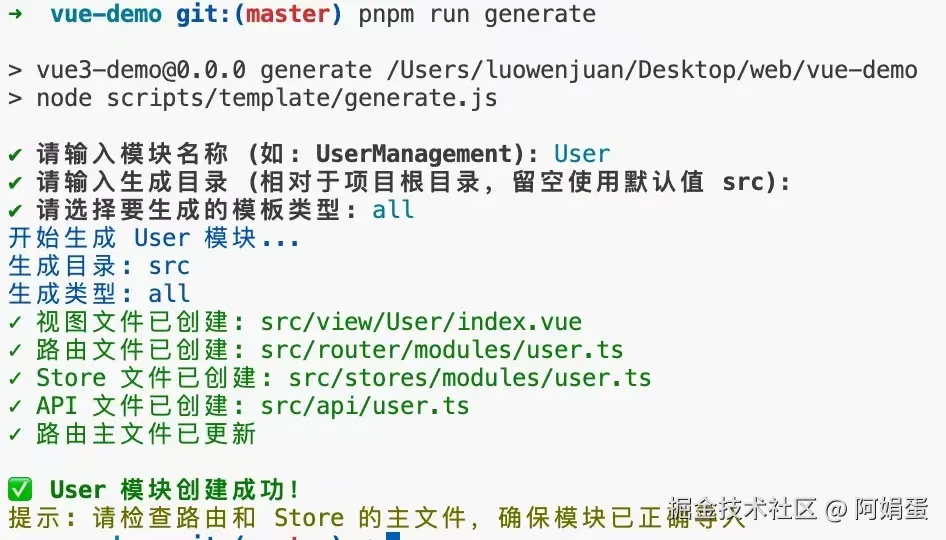 ➜ vue-demo git:(master) pnpm run generate
> vue3-demo@0.0.0 generate /Users/luowenjuan/Desktop/web/vue-demo
> node scripts/template/generate.js
✔ 请输入模块名称 (如: UserManagement): User
✔ 请输入生成目录 (相对于项目根目录, 留空使用默认值 src):
✔ 请选择要生成的模板类型: all
开始生成 User 模块...
生成目录: src
生成类型: all
✓ 视图文件已创建: src/view/User/index.vue
✓ 路由文件已创建: src/router/modules/user.ts
✓ Store 文件已创建: src/stores/modules/user.ts
✓ API 文件已创建: src/api/user.ts
✓ 路由主文件已更新
✅ User 模块创建成功!
提示: 请检查路由和 Store 的主文件, 确保模块已正确导入
掘金技术社区 @ 阿娟蛋